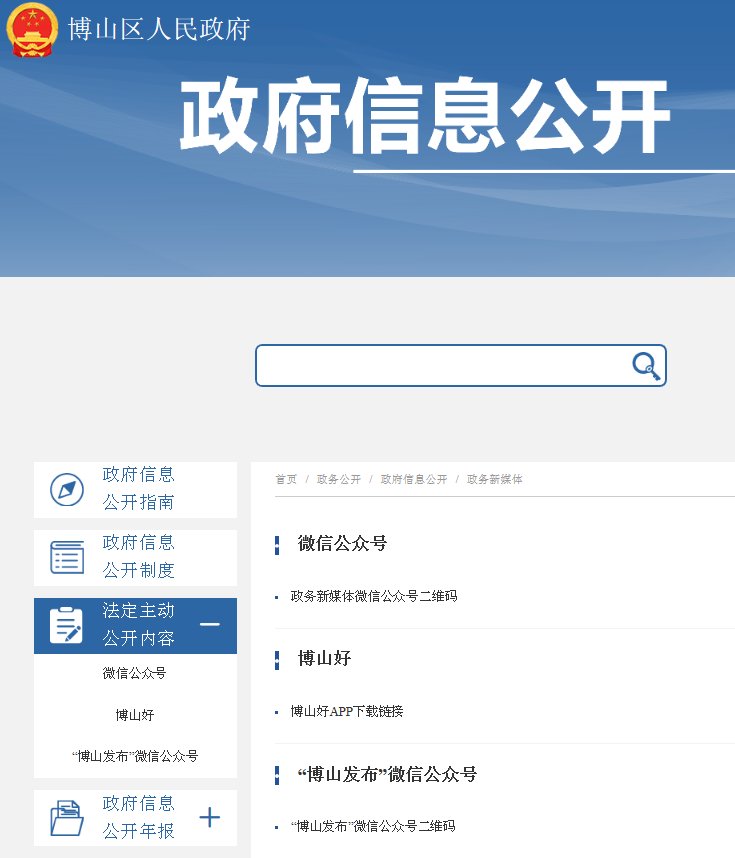 博山区人民政府
政府信息公开
政府信息
公开指南
政府信息
公开制度
法定主动
公开内容
微信公众号
博山好
“博山发布”微信公众号
政府信息
公开年报
首页 / 政务公开 / 政府信息公开 / 政务新媒体
微信公众号
政务新媒体微信公众号二维码
博山好
博山好APP下载链接
“博山发布”微信公众号
“博山发布”微信公众号二维码